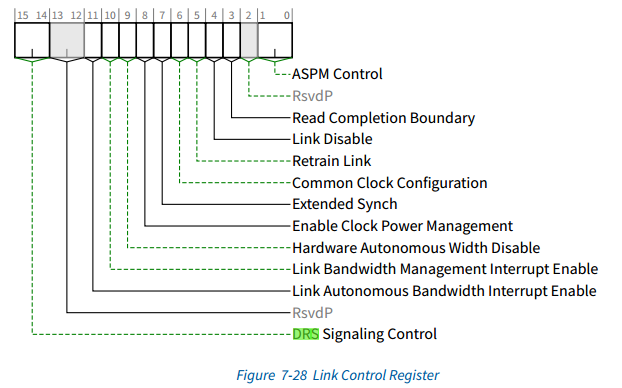 15 14 13 12 11 10 9 8 7 6 5 4 3 2 1 0
ASPM Control
RsvdP
Read Completion Boundary
Link Disable
Retrain Link
Common Clock Configuration
Extended Synch
Enable Clock Power Management
Hardware Autonomous Width Disable
Link Bandwidth Management Interrupt Enable
Link Autonomous Bandwidth Interrupt Enable
RsvdP
DRS Signaling Control
Figure 7-28 Link Control Register